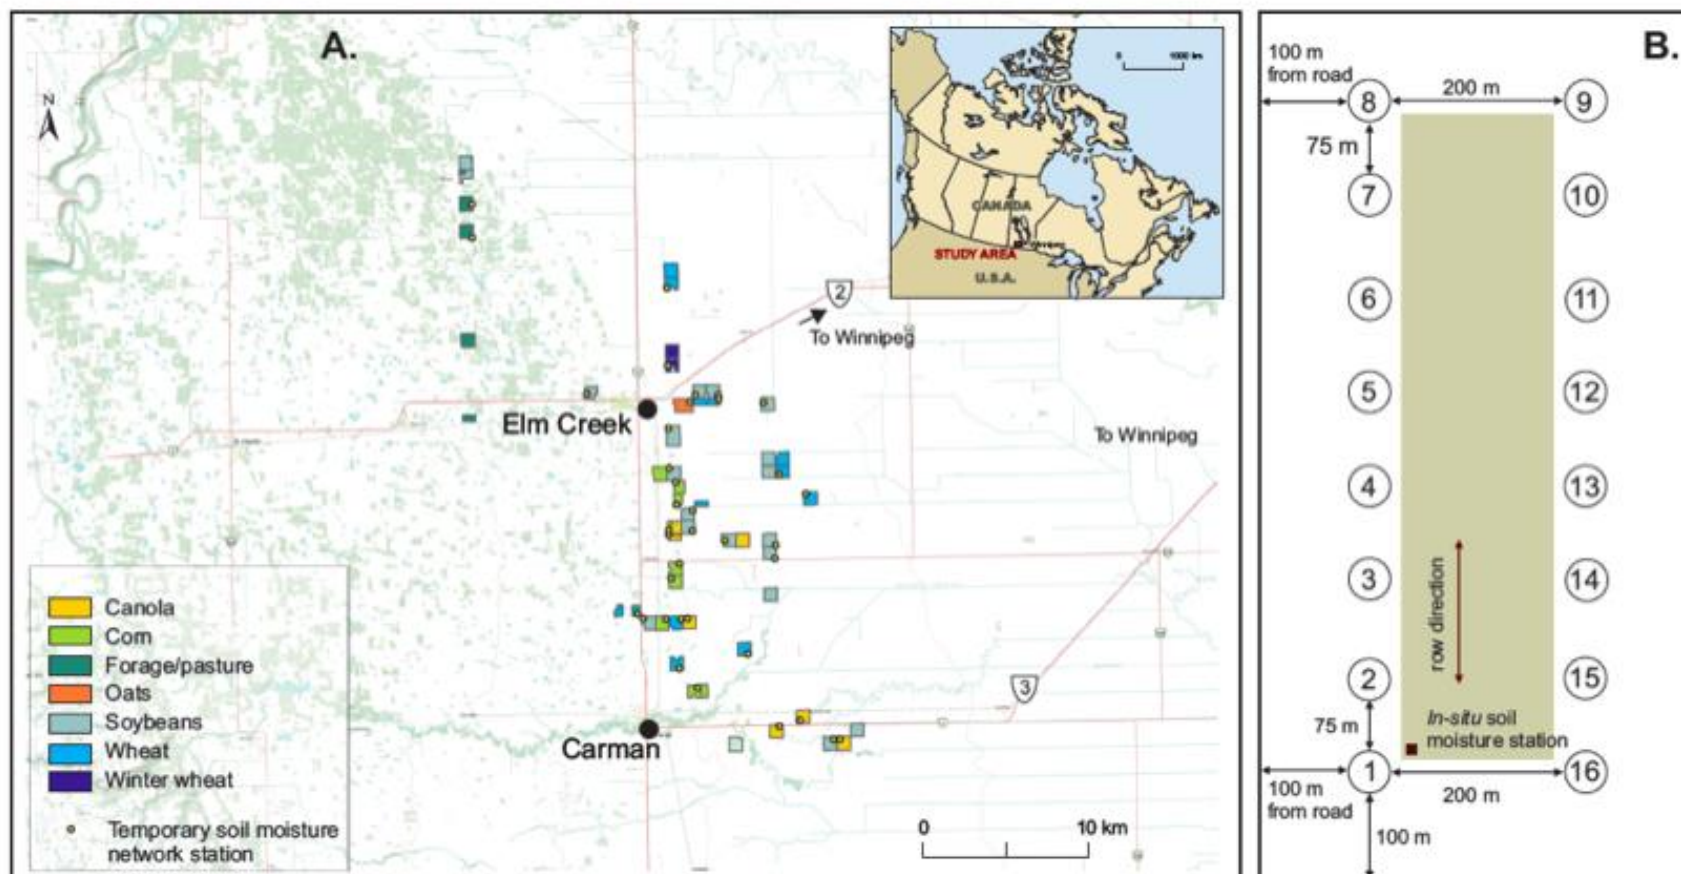 A.
N
0 1000 km
CANADA
STUDY AREA
U.S.A.
2
To Winnipeg
Elm Creek
To Winnipeg
3
Carman
Canola
Corn
Forage/pasture
Oats
Soybeans
Wheat
Winter wheat
Temporary soil moisture
network station
0 10 km
B.
100 m
from road
8
200 m
9
75 m
7
10
6
11
5
12
4
13
3
14
row direction
2
15
75 m
In-situ soil
moisture station
1
16
100 m
from road
200 m
100 m